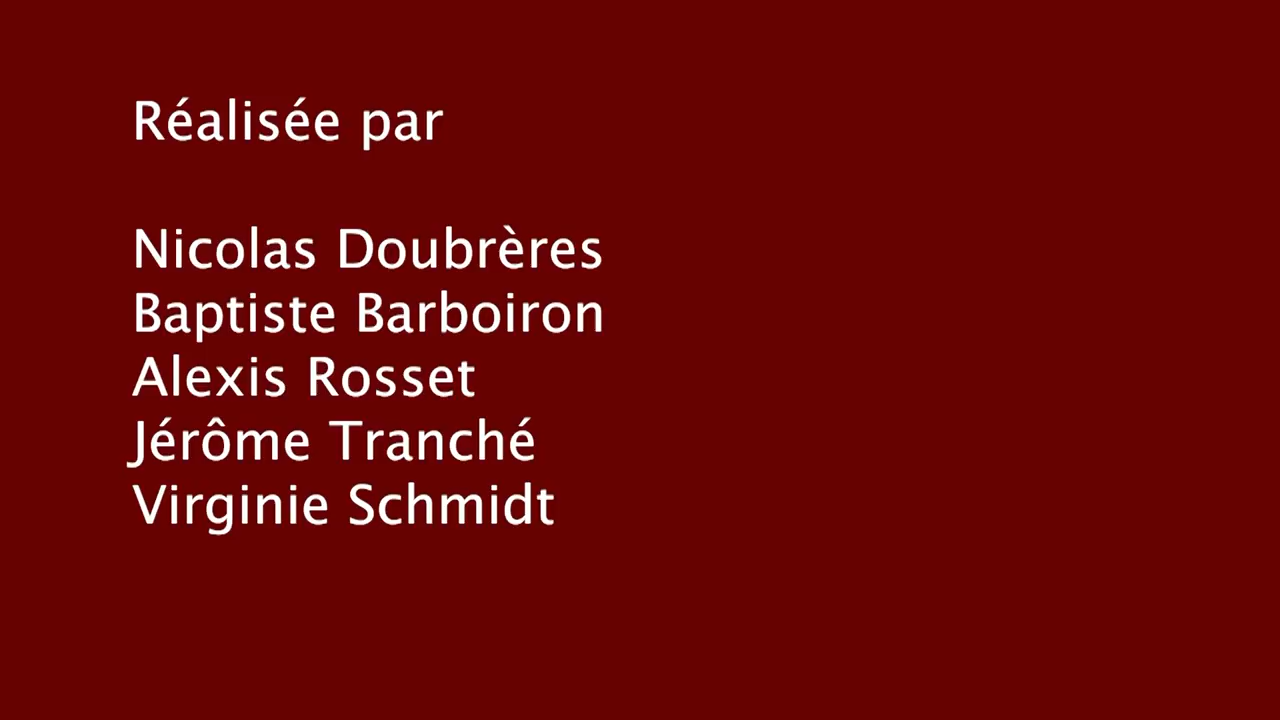 Réalisée par
Nicolas Doubrères
Baptiste Barboiron
Alexis Rosset
Jérôme Tranché
Virginie Schmidt